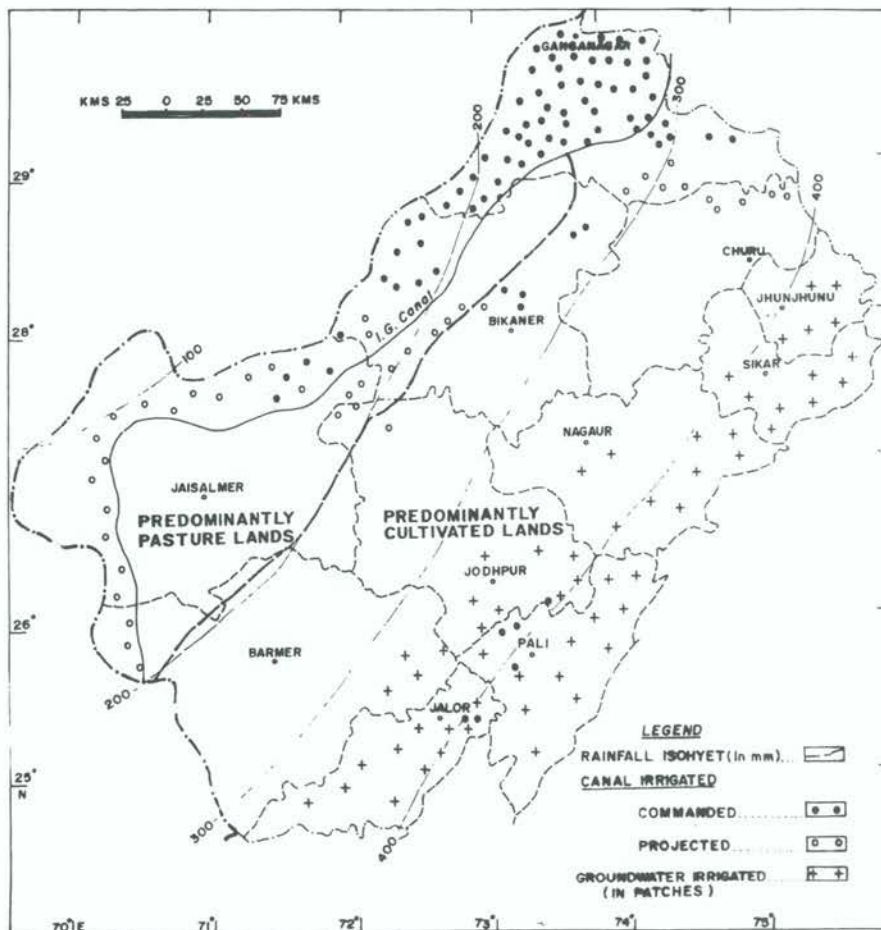 GANGANAGAR
KMS 25 0 25 50 75 KMS
200
300
29°
400
CHURU
JHUNJHUNU
I.G. Canal
BIKANER
28°
100
SIKAR
NAGAUR
JAISALMER
PREDOMINANTLY
PASTURE LANDS
PREDOMINANTLY
CULTIVATED LANDS
JODHPUR
26°
PALI
BARMER
200
JALOR
LEGEND
RAINFALL ISOHYET (In mm)...
25°
N
CANAL IRRIGATED
300
400
COMMANDED
PROJECTED
GROUNDWATER IRRIGATED
(IN PATCHES)
70°E 71° 72° 73° 74° 75°